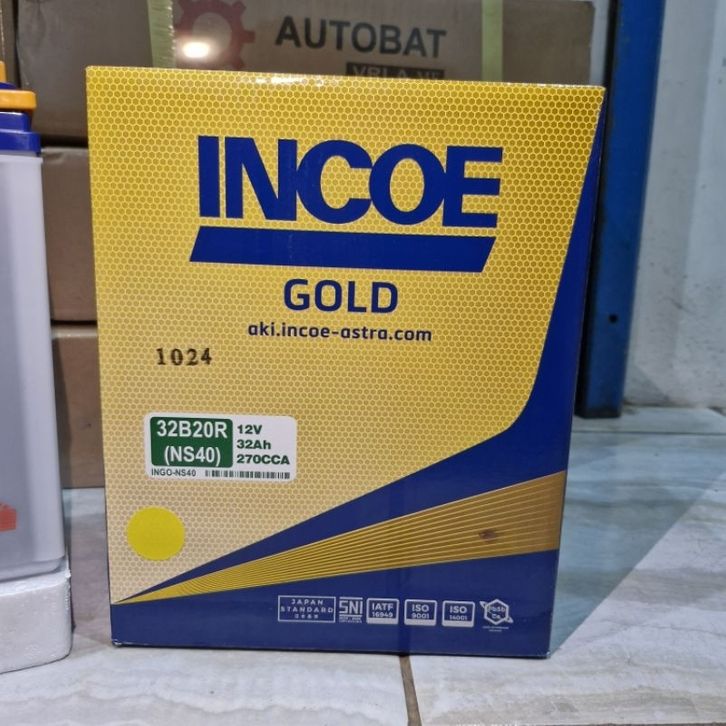 AUTOBAT
INCOE
GOLD
aki.incoe-astra.com
1024
32B20R
(NS40)
12V
32Ah
270CCA
INGO-NS40
JAPAN
STANDARD
SNI
IATF
16949
ISO
9001
ISO
14001